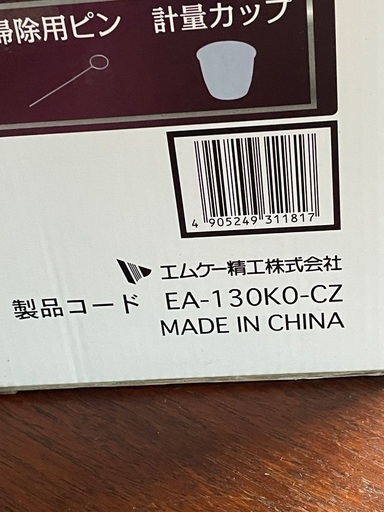 掃除用ピン 計量カップ
4 905249 311817
エムケー精工株式会社
製品コード EA-130K0-CZ
MADE IN CHINA